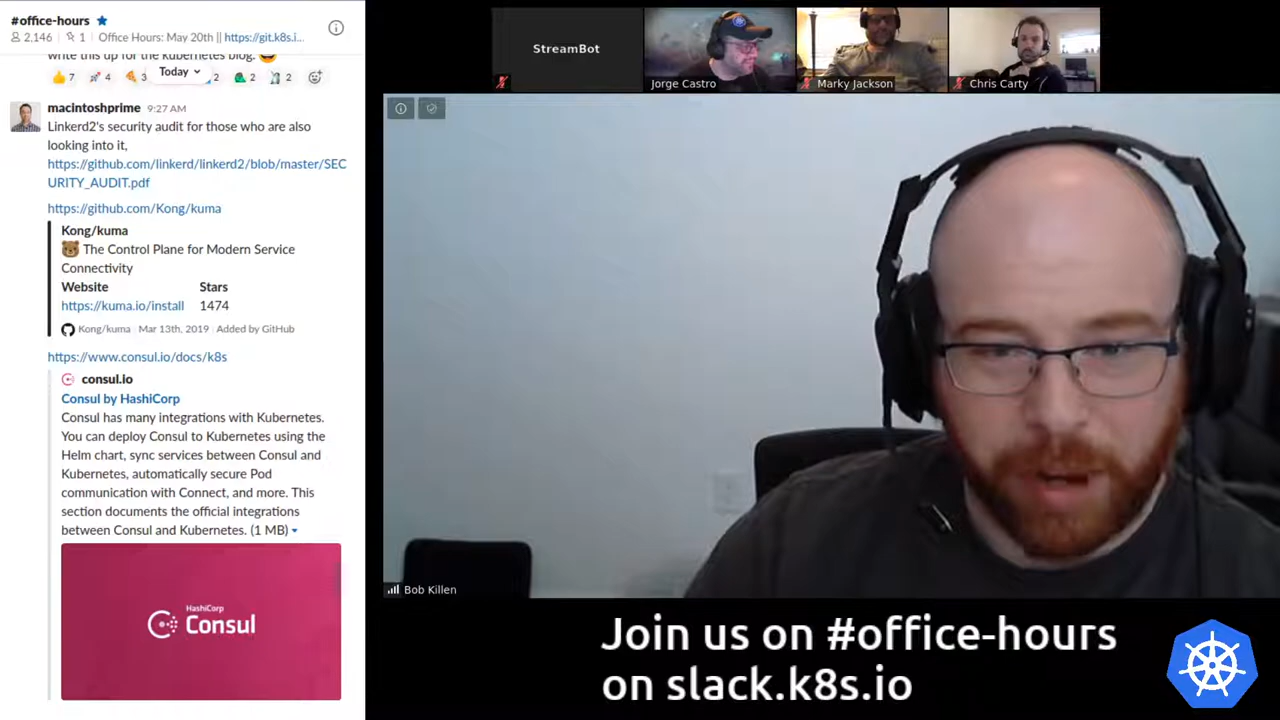 #office-hours
2,146 | 1 | Office Hours: May 20th || https://git.k8s.i...
write this up for the kubernetes blog.
7 4 3 Today 2 2 2
macintoshprime 9:27 AM
Linkerd2's security audit for those who are also
looking into it,
https://github.com/linkerd/linkerd2/blob/master/SEC
URITY_AUDIT.pdf
https://github.com/Kong/kuma
Kong/kuma
The Control Plane for Modern Service
Connectivity
Website Stars
https://kuma.io/install 1474
Kong/kuma | Mar 13th, 2019 | Added by GitHub
https://www.consul.io/docs/k8s
consul.io
Consul by HashiCorp
Consul has many integrations with Kubernetes.
You can deploy Consul to Kubernetes using the
Helm chart, sync services between Consul and
Kubernetes, automatically secure Pod
communication with Connect, and more. This
section documents the official integrations
between Consul and Kubernetes. (1 MB)
HashiCorp
Consul
StreamBot
Jorge Castro
Marky Jackson
Chris Carty
Bob Killen
Join us on #office-hours
on slack.k8s.io